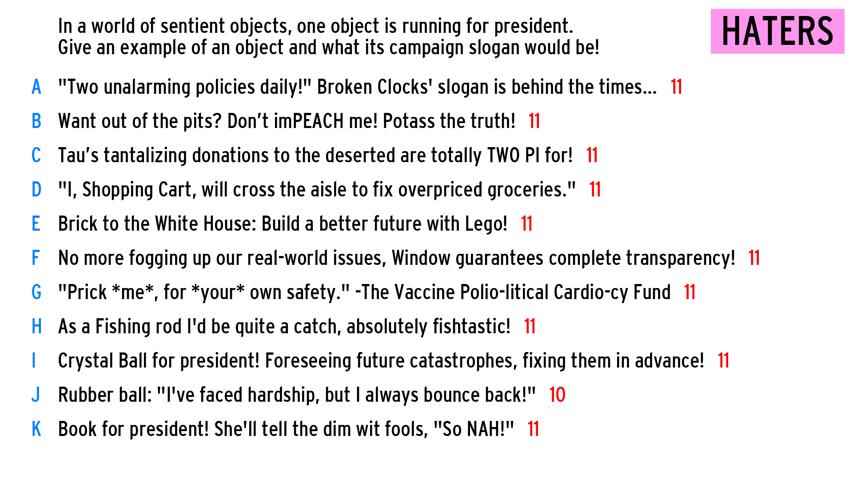 In a world of sentient objects, one object is running for president.
Give an example of an object and what its campaign slogan would be!
HATERS
A "Two unalarming policies daily!" Broken Clocks' slogan is behind the times... 11
B Want out of the pits? Don’t imPEACH me! Potass the truth! 11
C Tau’s tantalizing donations to the deserted are totally TWO PI for! 11
D "I, Shopping Cart, will cross the aisle to fix overpriced groceries." 11
E Brick to the White House: Build a better future with Lego! 11
F No more fogging up our real-world issues, Window guarantees complete transparency! 11
G "Prick *me*, for *your* own safety." -The Vaccine Polio-litical Cardio-cy Fund 11
H As a Fishing rod I'd be quite a catch, absolutely fishtastic! 11
I Crystal Ball for president! Foreseeing future catastrophes, fixing them in advance! 11
J Rubber ball: "I've faced hardship, but I always bounce back!" 10
K Book for president! She'll tell the dim wit fools, "So NAH!" 11